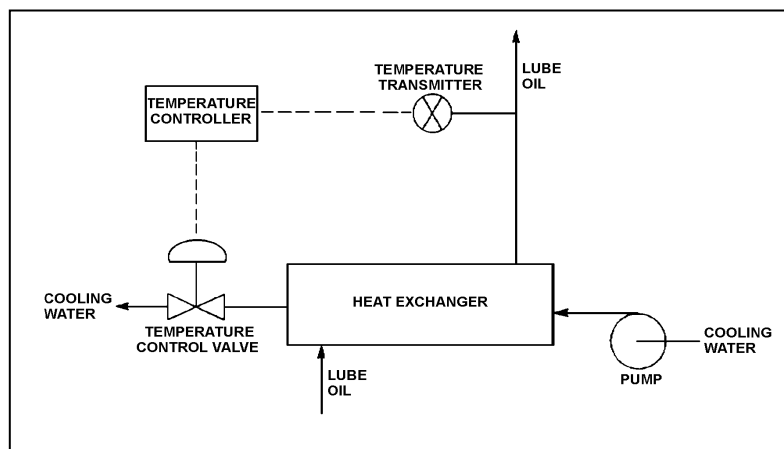 TEMPERATURE
TRANSMITTER
LUBE
OIL
TEMPERATURE
CONTROLLER
COOLING
WATER
TEMPERATURE
CONTROL VALVE
HEAT EXCHANGER
LUBE
OIL
COOLING
WATER
PUMP